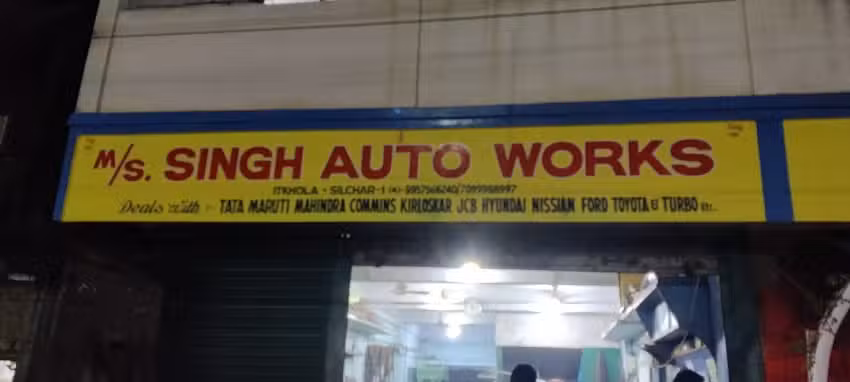 M/S. SINGH AUTO WORKS
ITKHOLA - SILCHAR-1
Deals With :- TATA MARUTI MAHINDRA COMMINS KIRLOSKAR JCB HYUNDAI NISSIAN FORD TOYOTA & TURBO Etc..